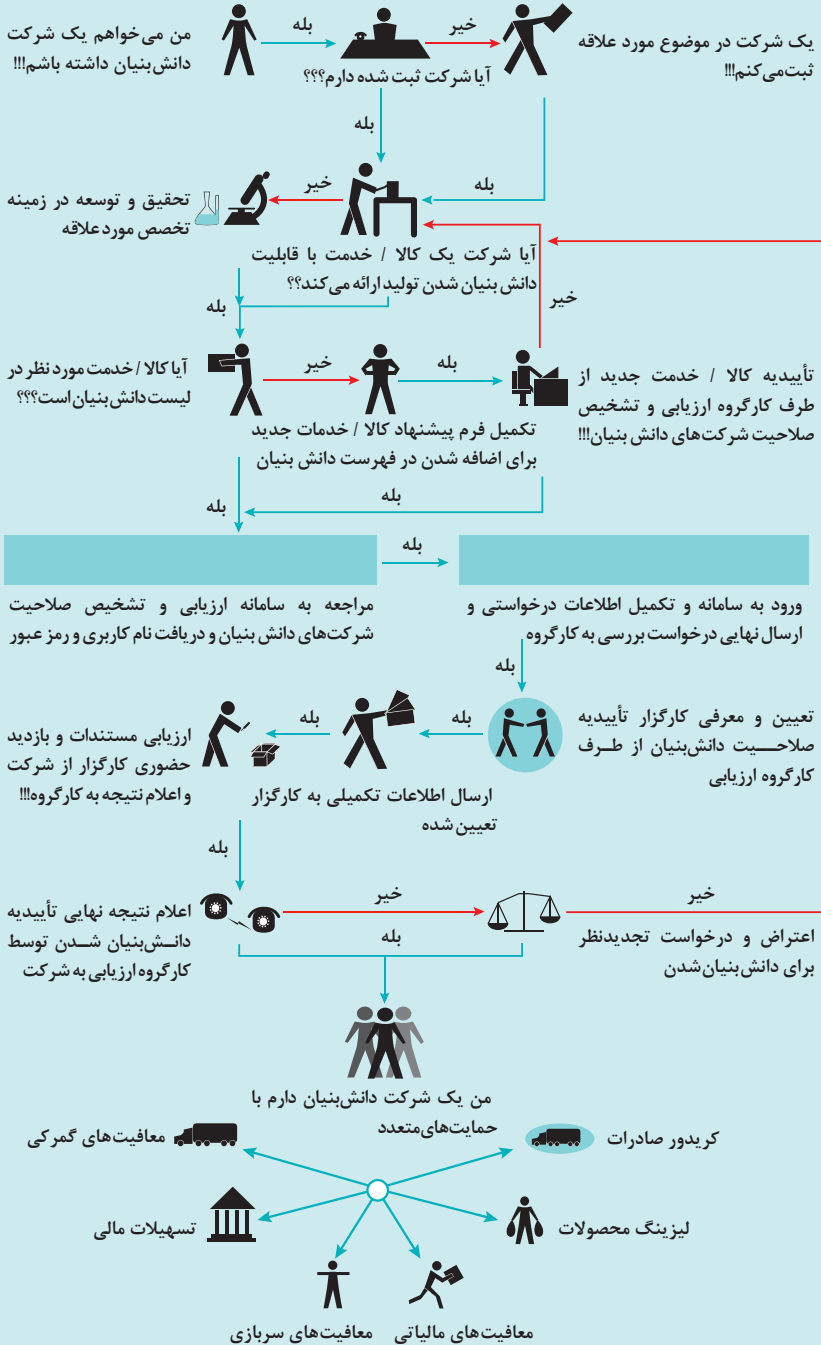 من می‌خواهم یک شرکت
دانش‌بنیان داشته باشم!!!
بله
آیا شرکت ثبت شده دارم؟؟؟
خیر
یک شرکت در موضوع مورد علاقه
ثبت‌می‌کنم!!!
بله
بله
خیر
تحقیق و توسعه در زمینه
تخصص مورد علاقه
آیا شرکت یک کالا / خدمت با قابلیت
دانش‌بنیان شدن تولید ارائه می‌کند؟؟
خیر
بله
آیا کالا / خدمت مورد نظر در
لیست دانش‌بنیان است؟؟؟
خیر
تکمیل فرم پیشنهاد کالا / خدمات جدید
برای اضافه شدن در فهرست دانش بنیان
بله
تأییدیه کالا / خدمت جدید از
طرف کارگروه ارزیابی و تشخیص
صلاحیت شرکت‌های دانش بنیان!!!
بله
بله
بله
مراجعه به سامانه ارزیابی و تشخیص صلاحیت
شرکت‌های دانش بنیان و دریافت نام کاربری و رمز عبور
ورود به سامانه و تکمیل اطلاعات درخواستی و
ارسال نهایی درخواست بررسی به کارگروه
بله
تعیین و معرفی کارگزار تأییدیه
صلاحـــیت دانش‌بنیان از طــرف
کارگروه ارزیابی
بله
ارسال اطلاعات تکمیلی به کارگزار
تعیین شده
بله
ارزیابی مستندات و بازدید
حضوری کارگزار از شرکت
و اعلام نتیجه به کارگروه!!!
بله
اعلام نتیجه نهایی تأییدیه
دانــش‌بنیان شــدن توسط
کارگروه ارزیابی به شرکت
خیر
بله
خیر
اعتراض و درخواست تجدیدنظر
برای دانش‌بنیان‌شدن
من یک شرکت دانش‌بنیان دارم با
حمایت‌های‌متعدد
کریدور صادرات
معافیت‌های گمرکی
لیزینگ محصولات
تسهیلات مالی
معافیت‌های مالیاتی
معافیت‌های سربازی